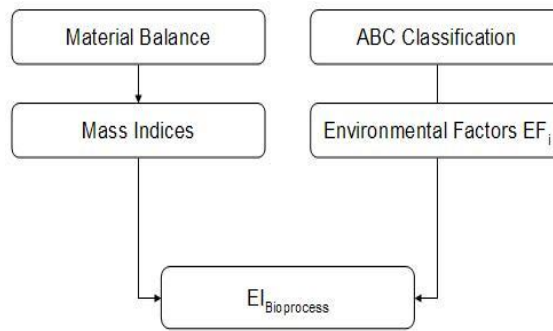 Material Balance
ABC Classification
Mass Indices
Environmental Factors EFi
EIBioprocess